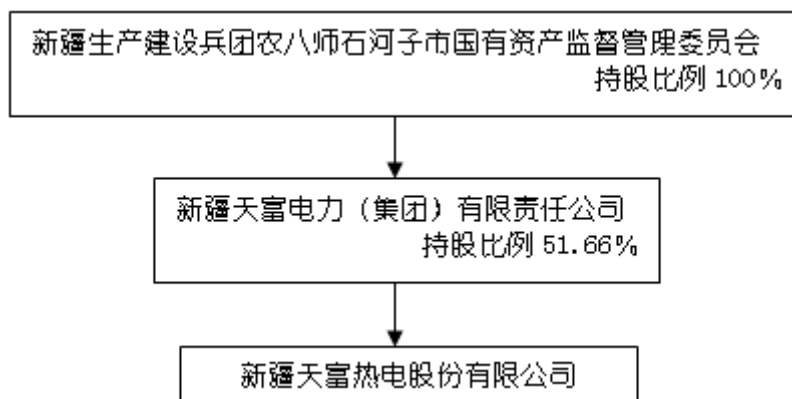 新疆生产建设兵团农八师石河子市国有资产监督管理委员会
持股比例 100%
新疆天富电力（集团）有限责任公司
持股比例 51.66%
新疆天富热电股份有限公司